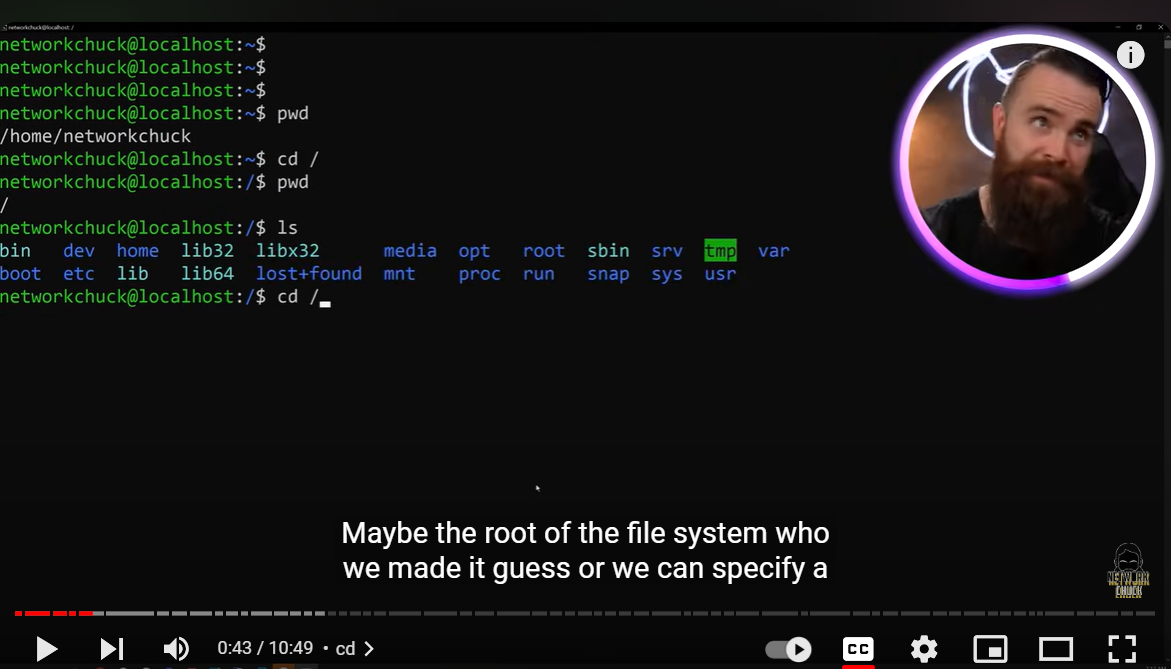 networkchuck@localhost: /
networkchuck@localhost:~$
networkchuck@localhost:~$
networkchuck@localhost:~$
networkchuck@localhost:~$ pwd
/home/networkchuck
networkchuck@localhost:~$ cd /
networkchuck@localhost:/$ pwd
/
networkchuck@localhost:/$ ls
bin dev home lib32 libx32 media opt root sbin srv tmp var
boot etc lib lib64 lost+found mnt proc run snap sys usr
networkchuck@localhost:/$ cd /
i
Maybe the root of the file system who
we made it guess or we can specify a
NETWORK
CHUCK
0:43 / 10:49 • cd
CC